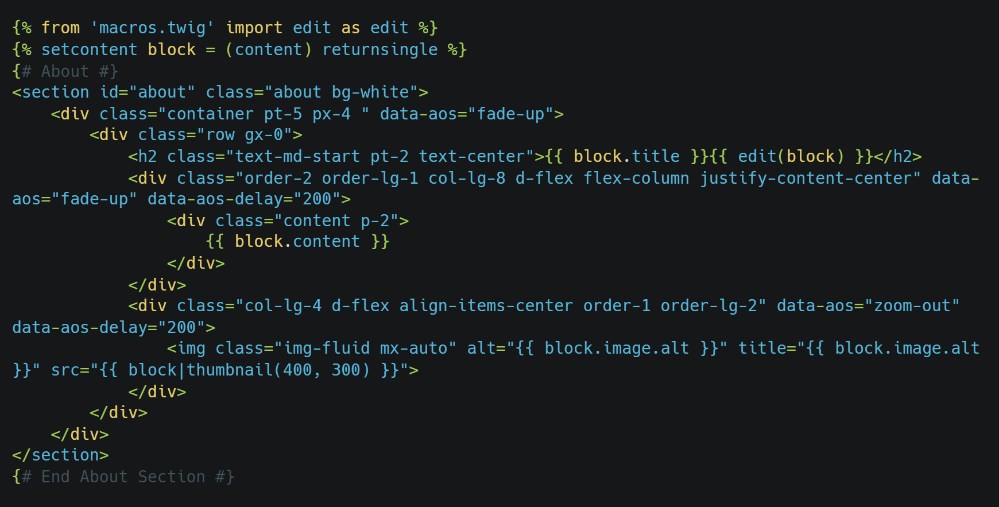 {% from 'macros.twig' import edit as edit %}
{% setcontent block = (content) returnsingle %}
{# About #}
<section id="about" class="about bg-white">
    <div class="container pt-5 px-4 " data-aos="fade-up">
        <div class="row gx-0">
            <h2 class="text-md-start pt-2 text-center">{{ block.title }}{{ edit(block) }}</h2>
            <div class="order-2 order-lg-1 col-lg-8 d-flex flex-column justify-content-center" data-
aos="fade-up" data-aos-delay="200">
                <div class="content p-2">
                    {{ block.content }}
                </div>
            </div>
            <div class="col-lg-4 d-flex align-items-center order-1 order-lg-2" data-aos="zoom-out"
data-aos-delay="200">
                <img class="img-fluid mx-auto" alt="{{ block.image.alt }}" title="{{ block.image.alt
}}" src="{{ block|thumbnail(400, 300) }}">
            </div>
        </div>
    </div>
</section>
{# End About Section #}